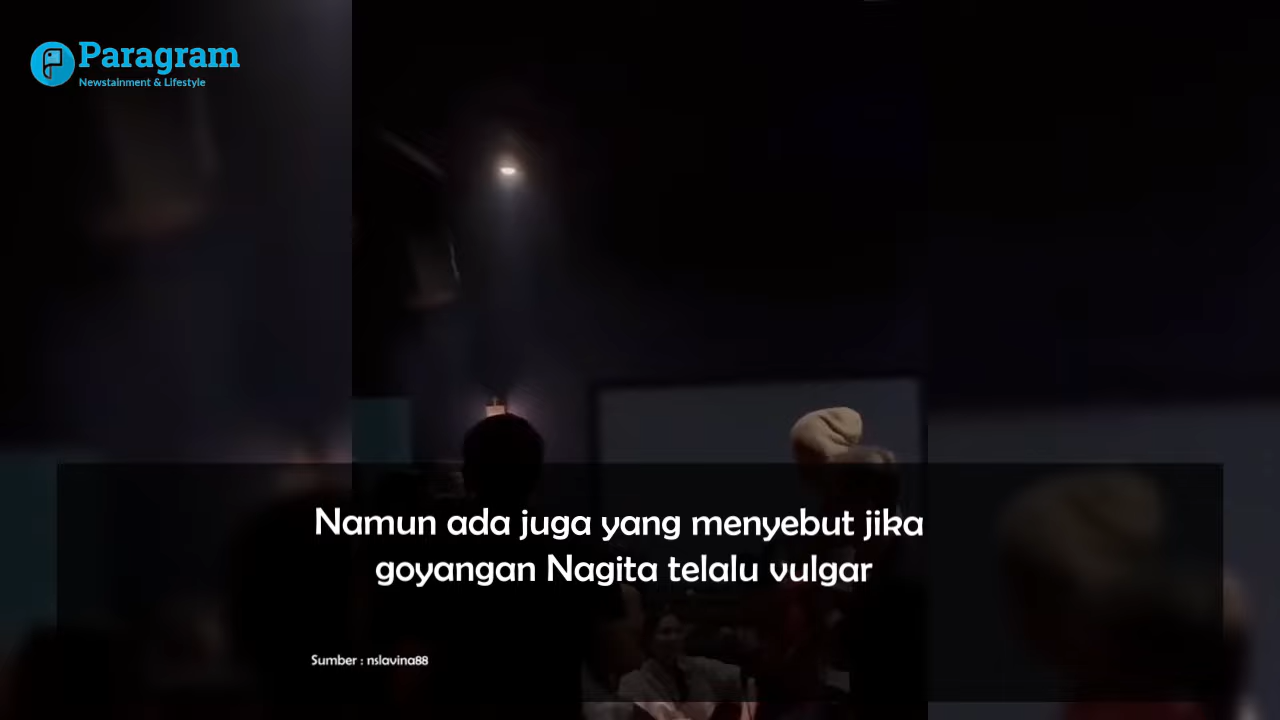 Paragram
Newstainment & Lifestyle
Namun ada juga yang menyebut jika
goyangan Nagita telalu vulgar
Sumber : nslavina88